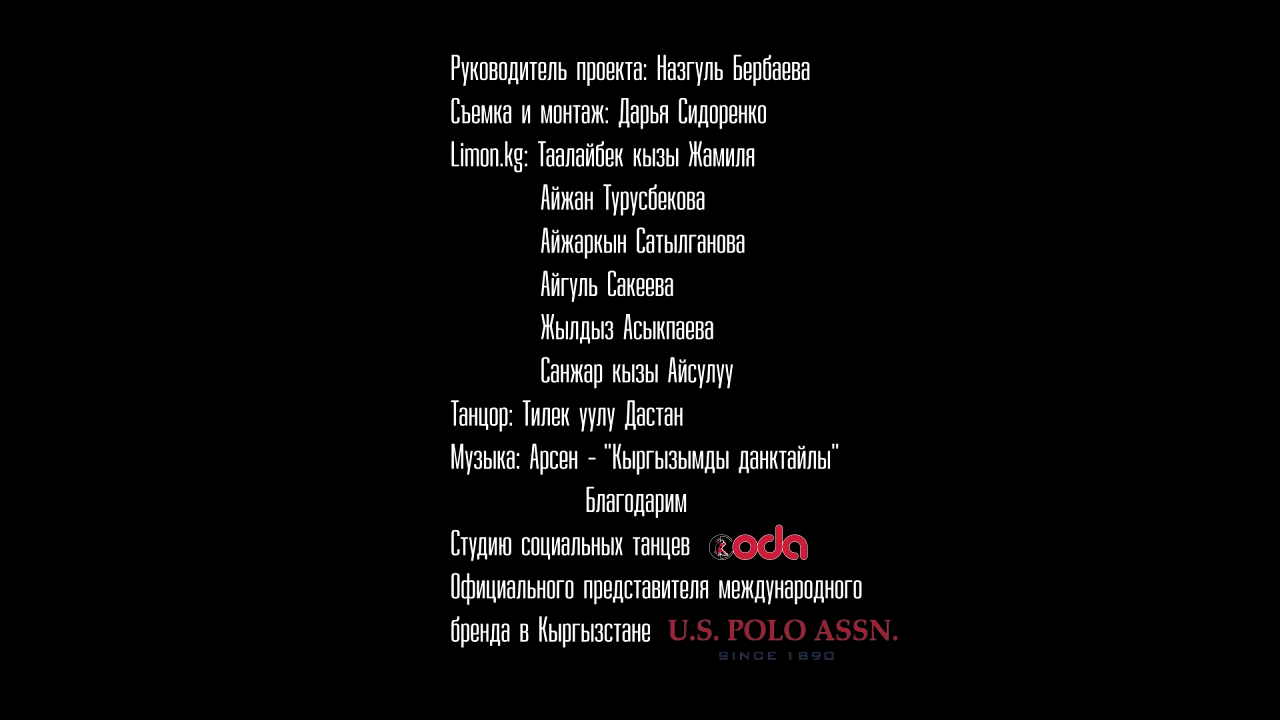 Руководитель проекта: Назгуль Бербаева
Съемка и монтаж: Дарья Сидоренко
Limon.kg: Таалайбек кызы Жамиля
Айжан Турусбекова
Айжаркын Сатылганова
Айгуль Сакеева
Жылдыз Асыкпаева
Санжар кызы Айсулуу
Танцор: Тилек уулу Дастан
Музыка: Арсен - "Кыргызымды данктайлы"
Благодарим
Студию социальных танцев coda
Официального представителя международного
бренда в Кыргызстане U.S. POLO ASSN.
SINCE 1890